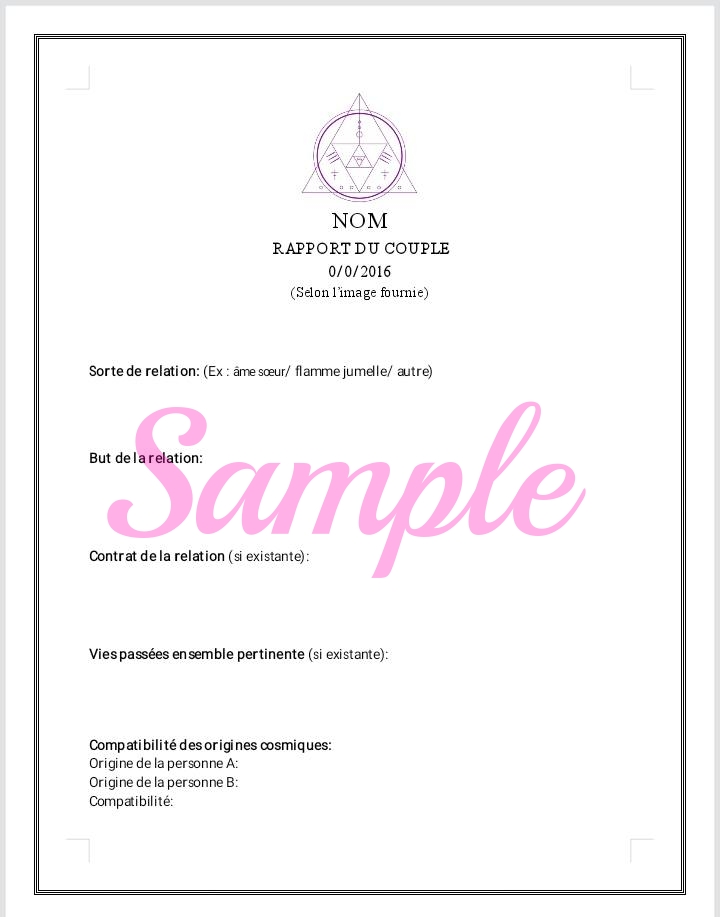 NOM
RAPPORT DU COUPLE
0/0/2016
(Selon l'image fournie)
Sorte de relation: (Ex : âme sœur/ flamme jumelle/ autre)
Sample
But de la relation:
Contrat de la relation (si existante):
Vies passées ensemble pertinente (si existante):
Compatibilité des origines cosmiques:
Origine de la personne A:
Origine de la personne B:
Compatibilité: